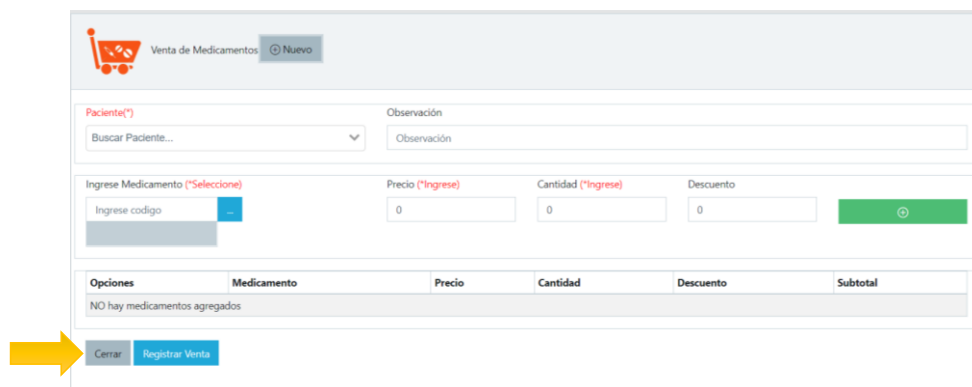 Venta de Medicamentos Nuevo
Paciente(*) Observación
Buscar Paciente... Observación
Ingrese Medicamento (*Seleccione) Precio (*Ingrese) Cantidad (*Ingrese) Descuento
Ingrese codigo ... 0 0 0
Opciones Medicamento Precio Cantidad Descuento Subtotal
NO hay medicamentos agregados
Cerrar Registrar Venta